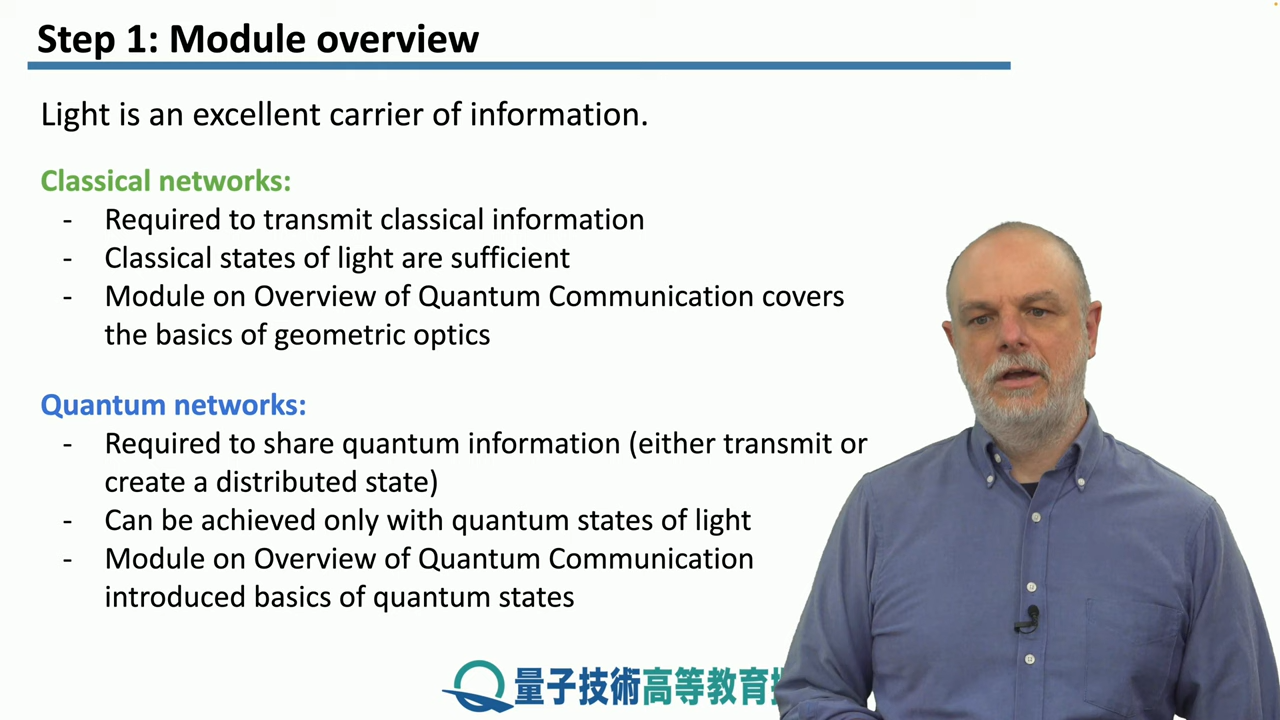 Step 1: Module overview
Light is an excellent carrier of information.
Classical networks:
- Required to transmit classical information
- Classical states of light are sufficient
- Module on Overview of Quantum Communication covers
the basics of geometric optics
Quantum networks:
- Required to share quantum information (either transmit or
create a distributed state)
- Can be achieved only with quantum states of light
- Module on Overview of Quantum Communication
introduced basics of quantum states
量子技術高等教育